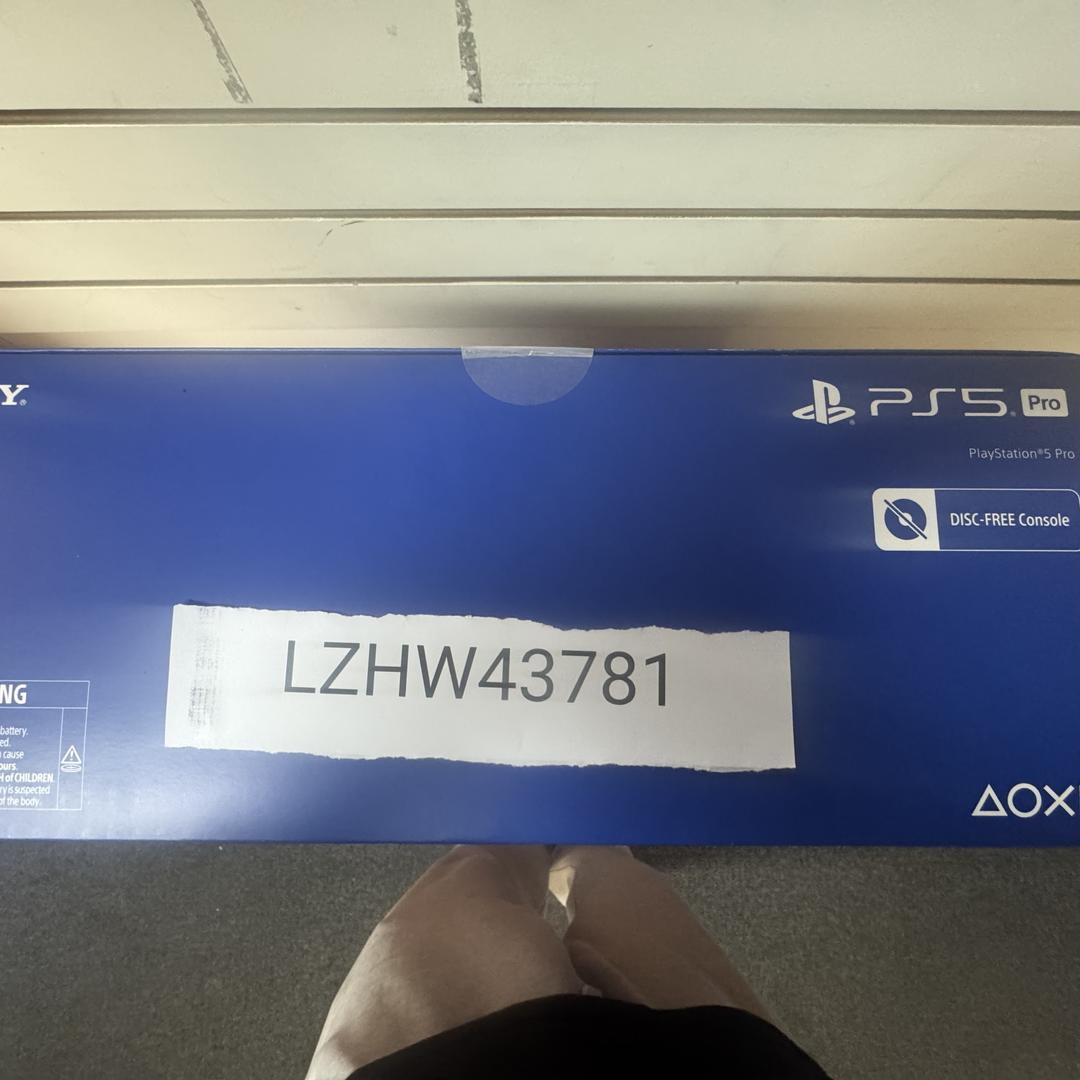 Y.
PS5 Pro
PlayStation®5 Pro
DISC-FREE Console
LZHW43781
NG
battery.
ed.
cause
ours.
H of CHILDREN.
ry is suspected
of the body.